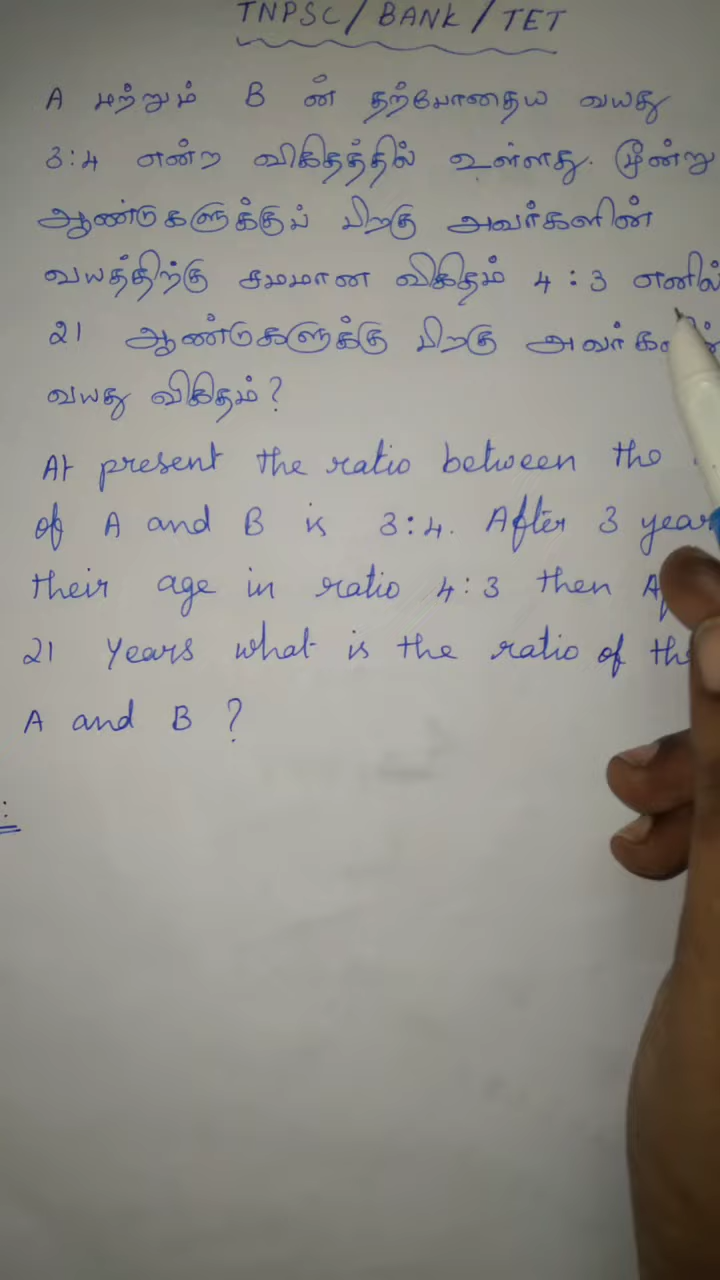 TNPSC / BANK / TET
A மற்றும் B ன் தற்போதைய வயது
3:4 என்ற விகிதத்தில் உள்ளது. மூன்று
ஆண்டுகளுக்குப் பிறகு அவர்களின்
வயத்திற்கு சமமான விகிதம் 4 : 3 எனில்
21 ஆண்டுகளுக்கு பிறகு
வயது விகிதம்?
At present the ratio between the
of A and B is 3:4. After 3 year
their age in ratio 4:3 then
21 Years what is the ratio of
A and B ?
: